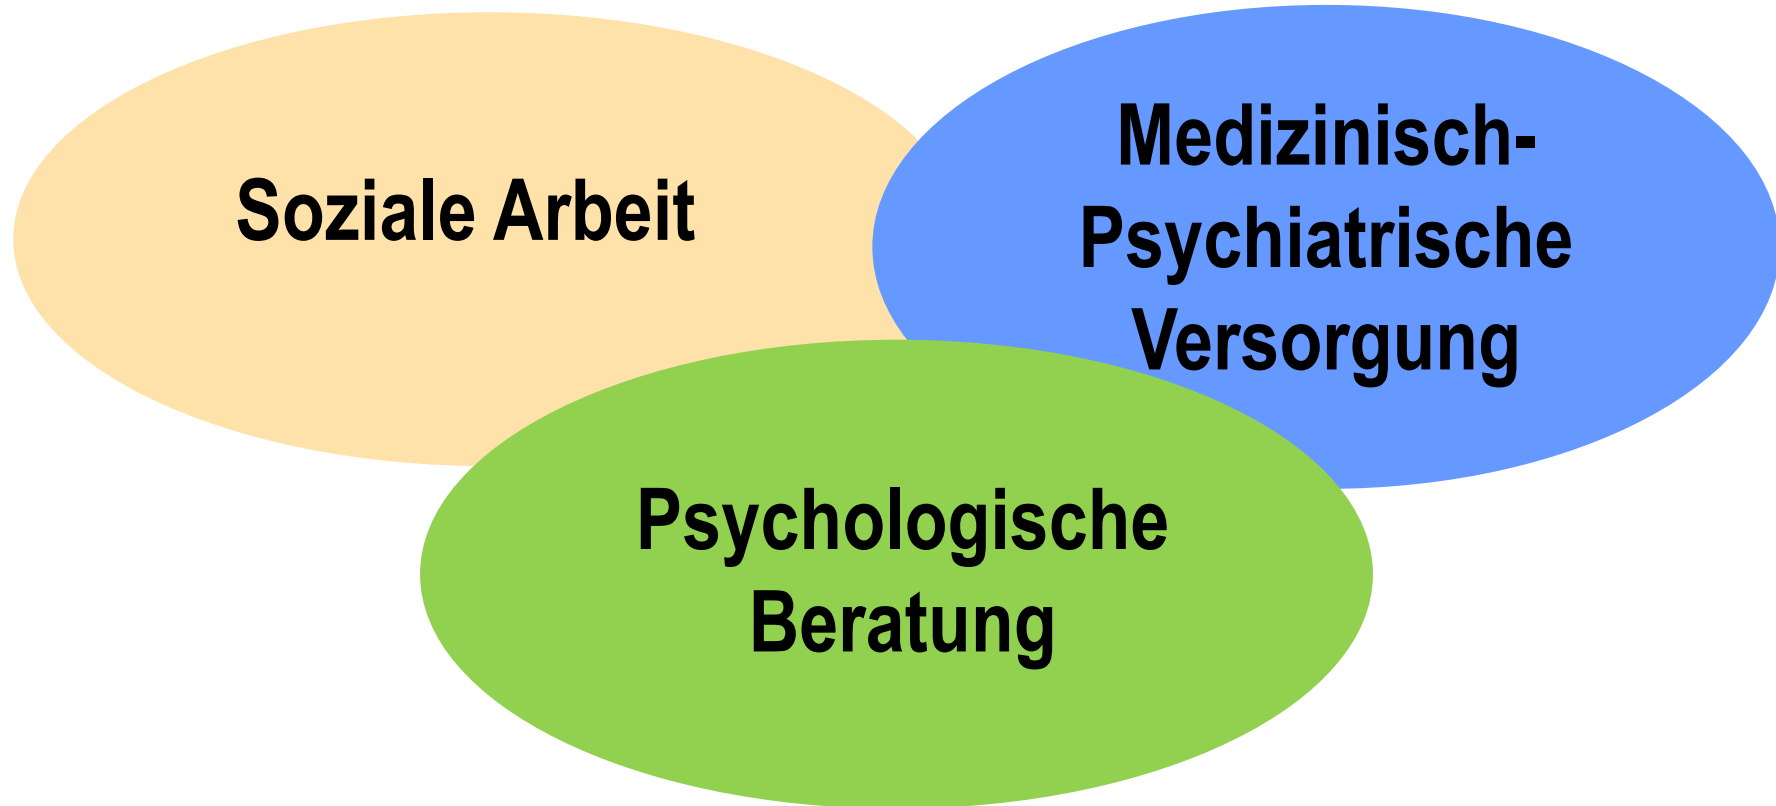 Soziale Arbeit
Medizinisch-
Psychiatrische
Versorgung
Psychologische
Beratung